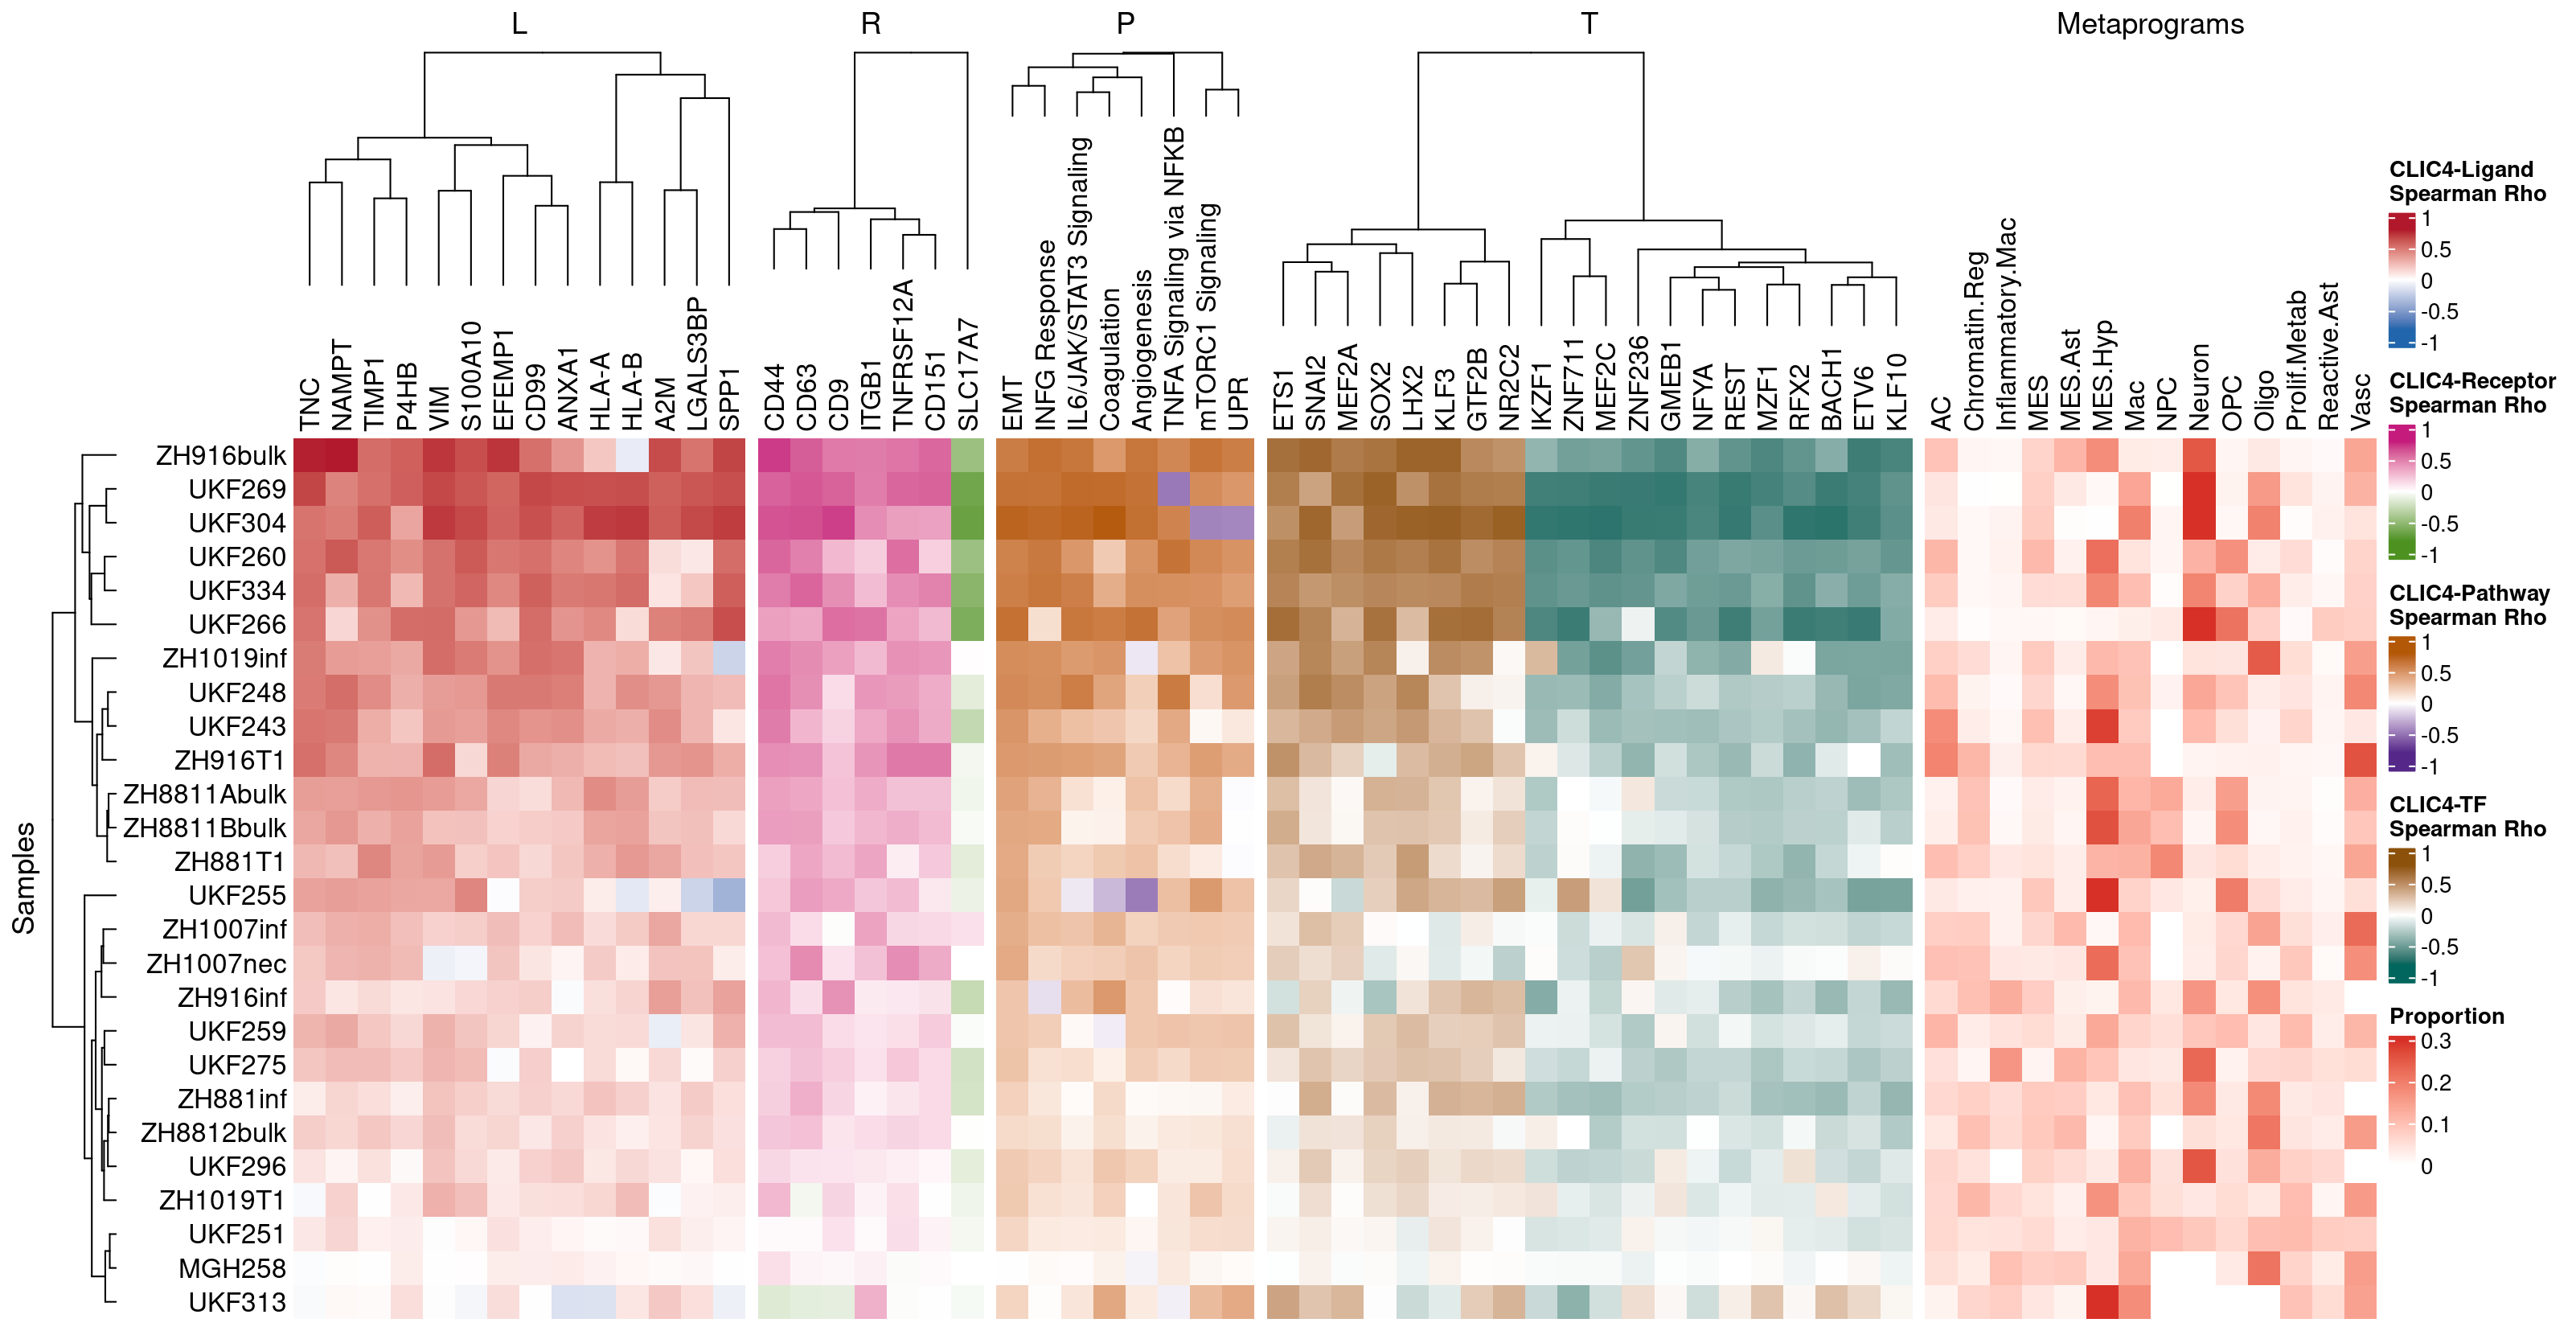 L
R
P
T
Metaprograms
TNC
NAMPT
TIMP1
P4HB
VIM
S100A10
EFEMP1
CD99
ANXA1
HLA-A
HLA-B
A2M
LGALS3BP
SPP1
CD44
CD63
CD9
ITGB1
TNFRSF12A
CD151
SLC17A7
EMT
INFG Response
IL6/JAK/STAT3 Signaling
Coagulation
Angiogenesis
TNFA Signaling via NFKB
mTORC1 Signaling
UPR
ETS1
SNAI2
MEF2A
SOX2
LHX2
KLF3
GTF2B
NR2C2
IKZF1
ZNF711
MEF2C
ZNF236
GMEB1
NFYA
REST
MZF1
RFX2
BACH1
ETV6
KLF10
AC
Chromatin.Reg
Inflammatory.Mac
MES
MES.Ast
MES.Hyp
Mac
NPC
Neuron
OPC
Oligo
Prolif.Metab
Reactive.Ast
Vasc
Samples
ZH916bulk
UKF269
UKF304
UKF260
UKF334
UKF266
ZH1019inf
UKF248
UKF243
ZH916T1
ZH8811Abulk
ZH8811Bbulk
ZH881T1
UKF255
ZH1007inf
ZH1007nec
ZH916inf
UKF259
UKF275
ZH881inf
ZH8812bulk
UKF296
ZH1019T1
UKF251
MGH258
UKF313
CLIC4-Ligand
Spearman Rho
1
0.5
0
-0.5
-1
CLIC4-Receptor
Spearman Rho
1
0.5
0
-0.5
-1
CLIC4-Pathway
Spearman Rho
1
0.5
0
-0.5
-1
CLIC4-TF
Spearman Rho
1
0.5
0
-0.5
-1
Proportion
0.3
0.2
0.1
0